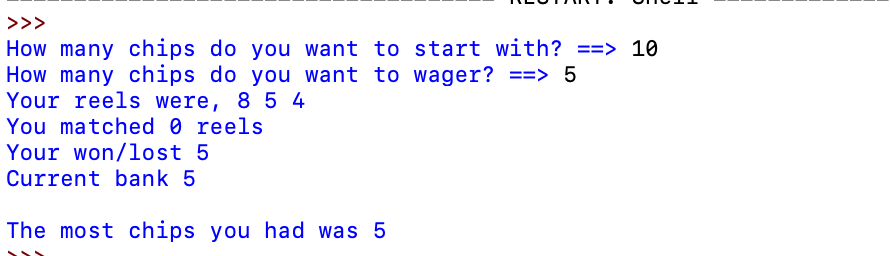 RESTART: Shell
>>>
How many chips do you want to start with? ==> 10
How many chips do you want to wager? ==> 5
Your reels were, 8 5 4
You matched 0 reels
Your won/lost 5
Current bank 5
The most chips you had was 5
>>>